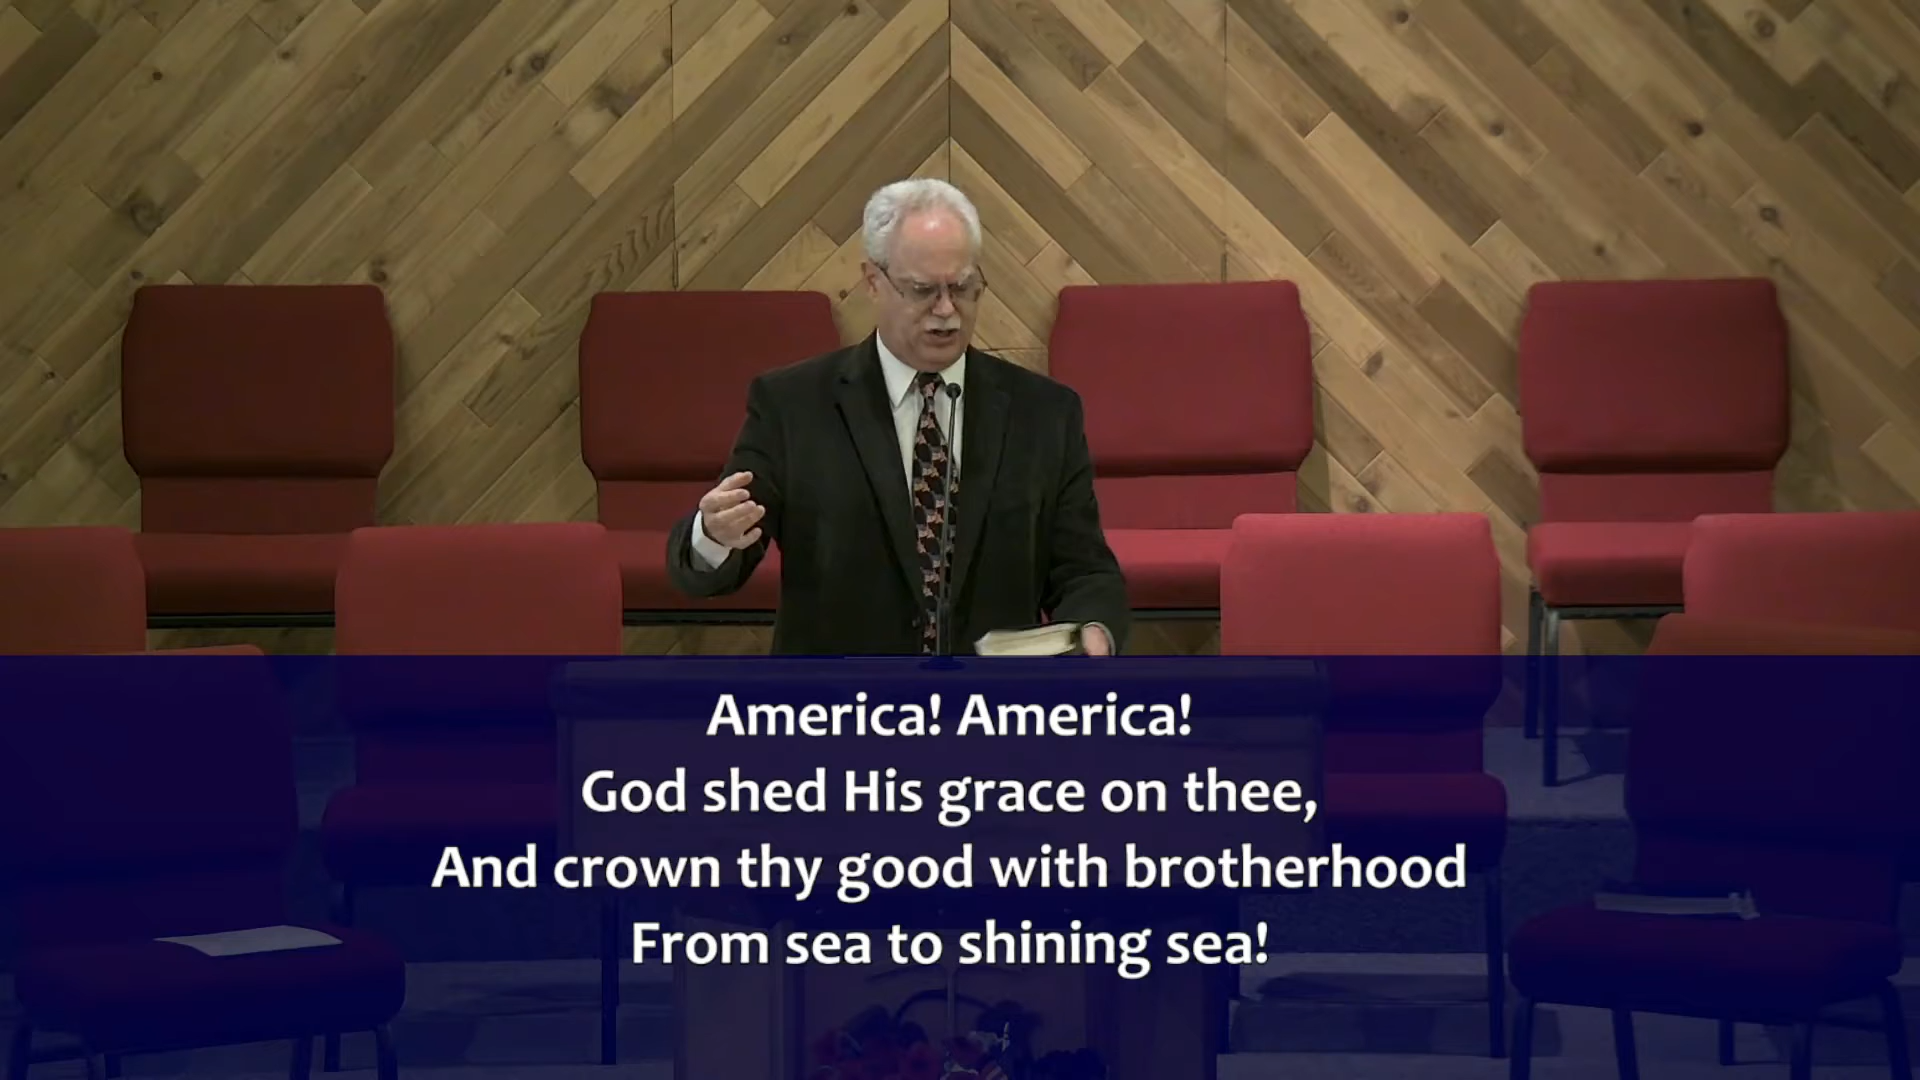 America! America!
God shed His grace on thee,
And crown thy good with brotherhood
From sea to shining sea!